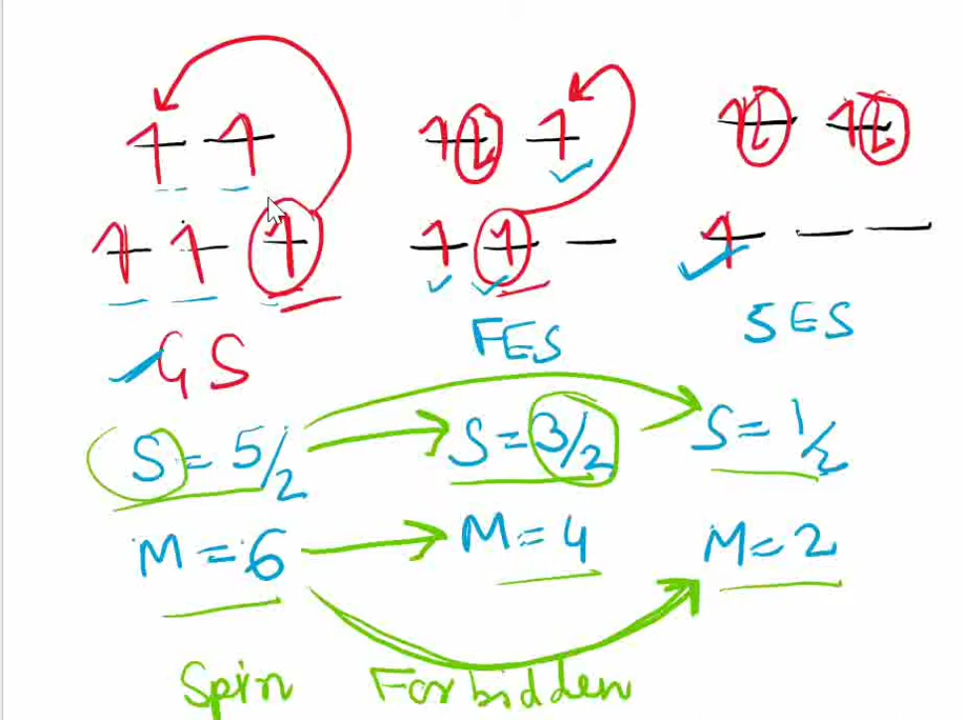 GS FES SES
S = 5/2 S = 3/2 S = 1/2
M = 6 M = 4 M = 2
Spin Forbidden